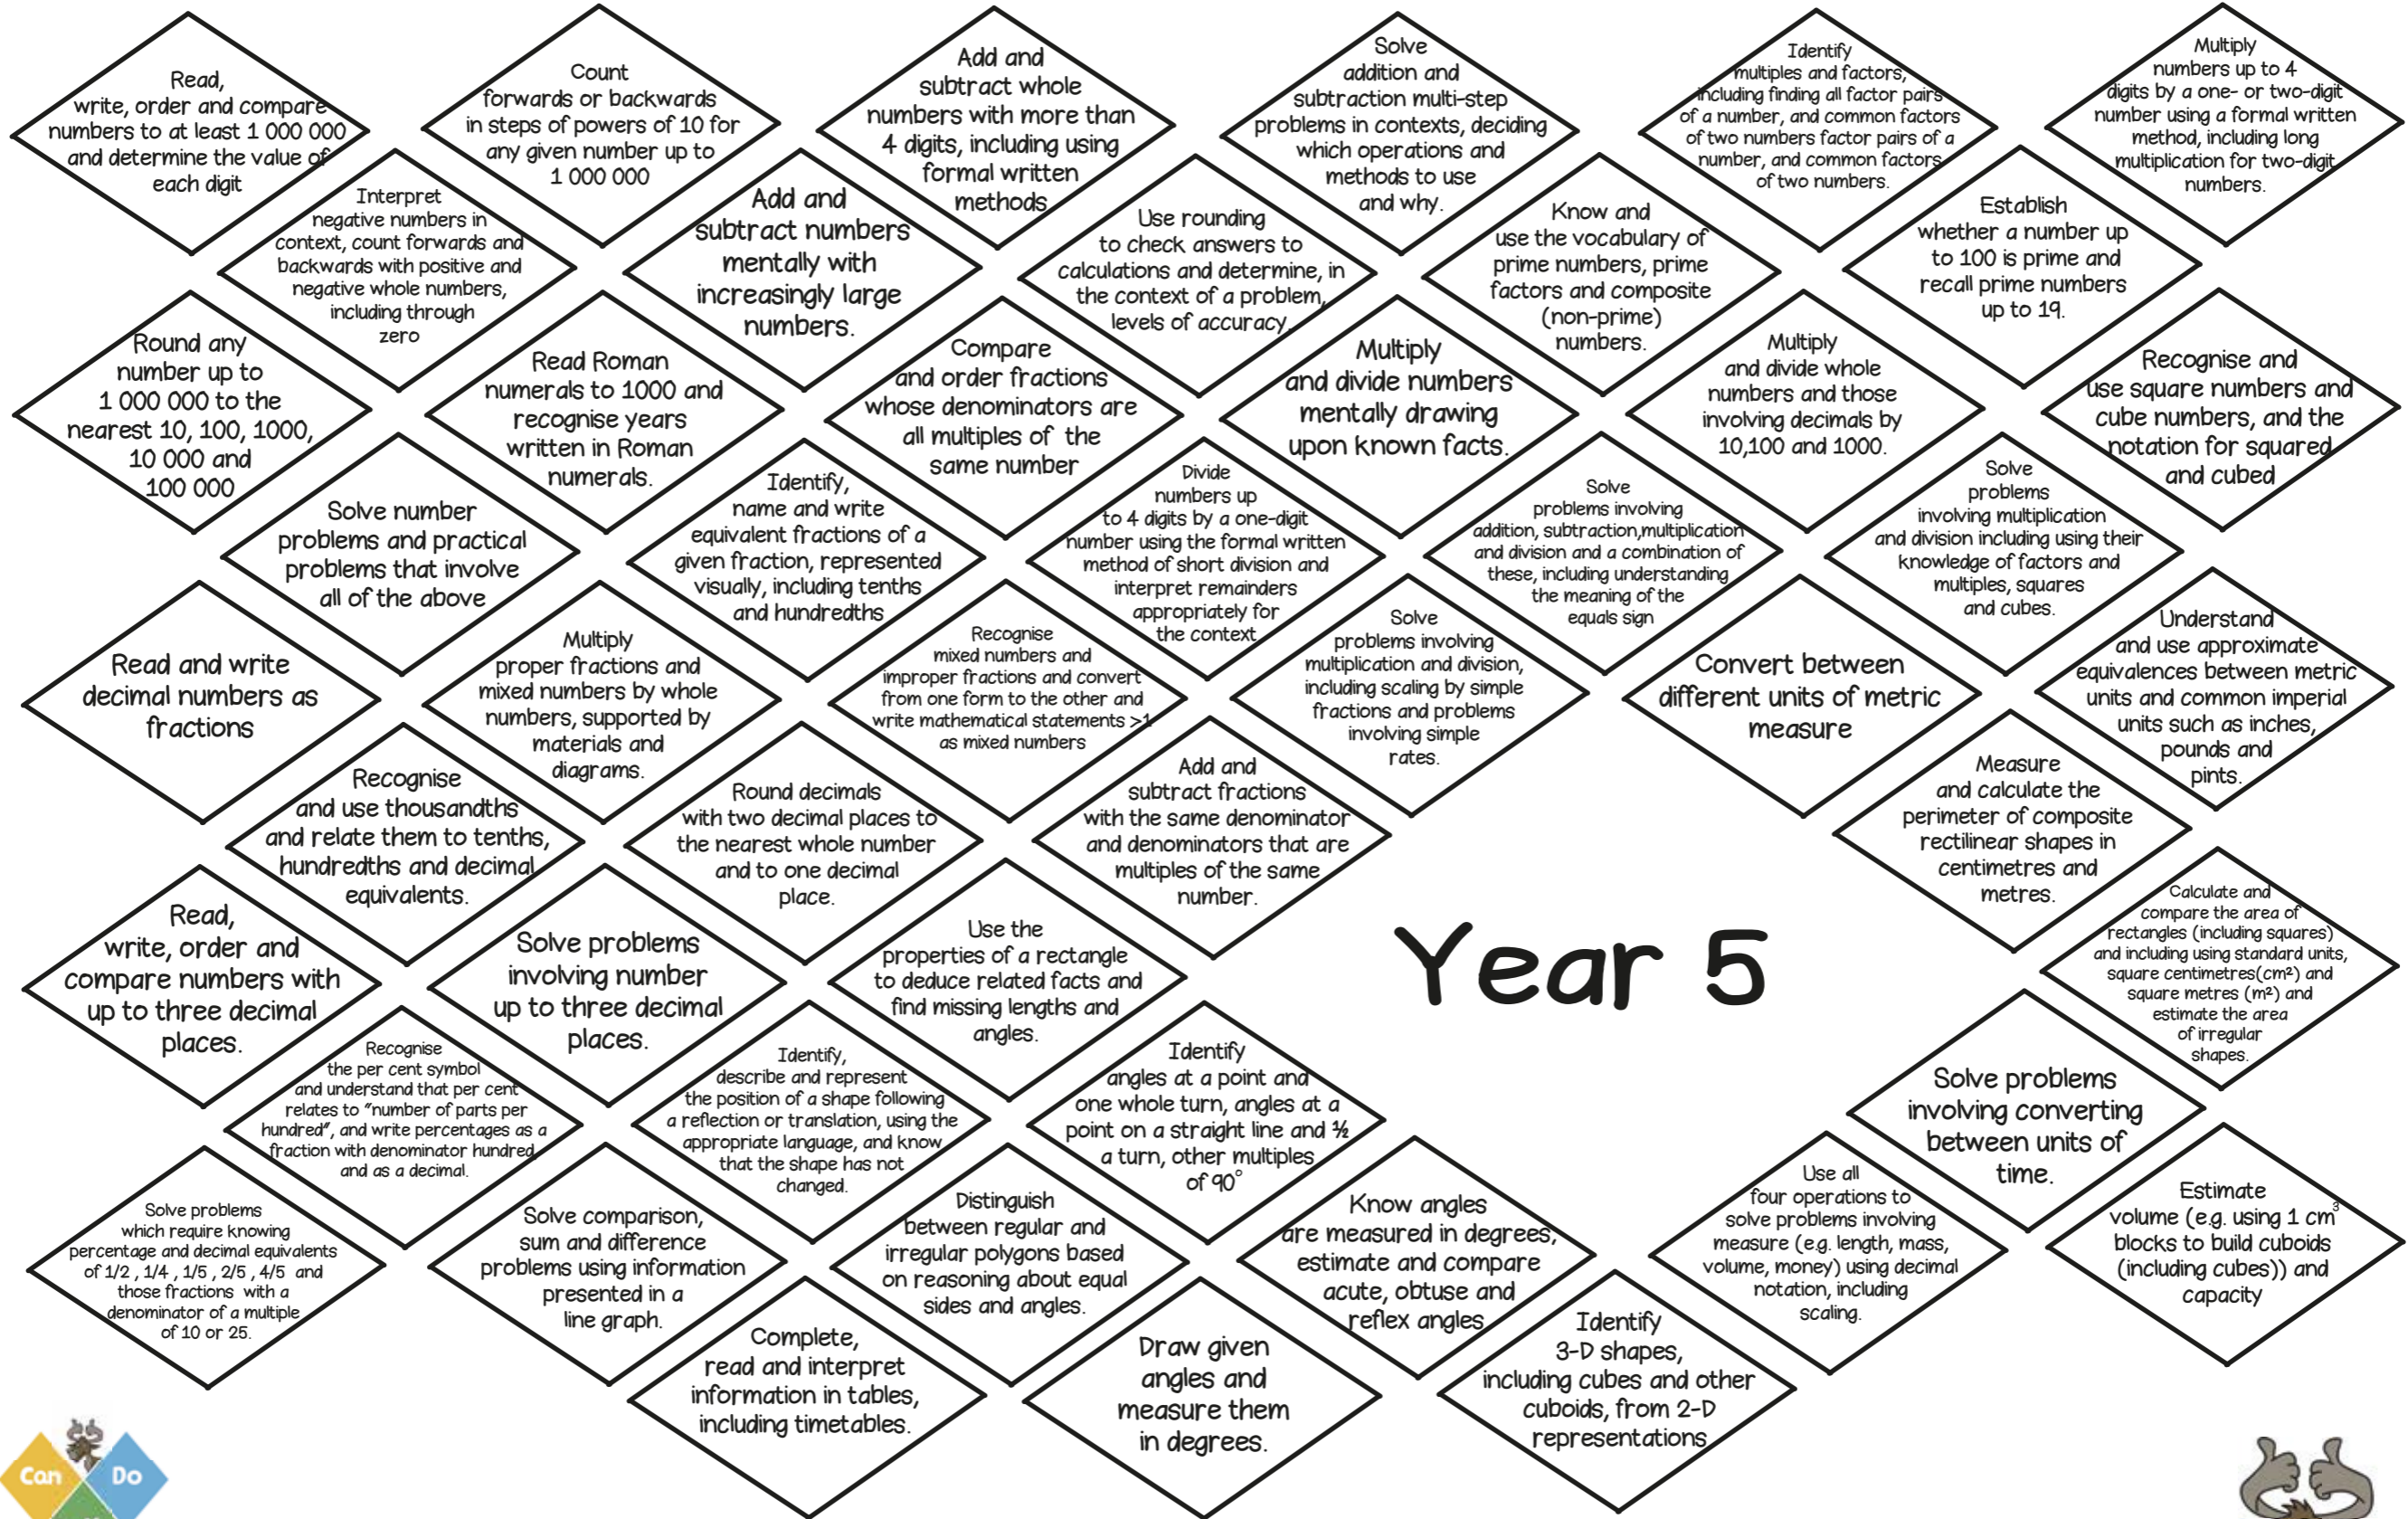 Read,
write, order and compare
numbers to at least 1 000 000
and determine the value of
each digit
Count
forwards or backwards
in steps of powers of 10 for
any given number up to
1 000 000
Add and
subtract whole
numbers with more than
4 digits, including using
formal written
methods
Solve
addition and
subtraction multi-step
problems in contexts, deciding
which operations and
methods to use
and why.
Identify
multiples and factors,
including finding all factor pairs
of a number, and common factors
of two numbers factor pairs of a
number, and common factors
of two numbers.
Multiply
numbers up to 4
digits by a one- or two-digit
number using a formal written
method, including long
multiplication for two-digit
numbers.
Interpret
negative numbers in
context, count forwards and
backwards with positive and
negative whole numbers,
including through
zero
Add and
subtract numbers
mentally with
increasingly large
numbers.
Use rounding
to check answers to
calculations and determine, in
the context of a problem,
levels of accuracy.
Know and
use the vocabulary of
prime numbers, prime
factors and composite
(non-prime)
numbers.
Establish
whether a number up
to 100 is prime and
recall prime numbers
up to 19.
Round any
number up to
1 000 000 to the
nearest 10, 100, 1000,
10 000 and
100 000
Read Roman
numerals to 1000 and
recognise years
written in Roman
numerals.
Compare
and order fractions
whose denominators are
all multiples of the
same number
Multiply
and divide numbers
mentally drawing
upon known facts.
Multiply
and divide whole
numbers and those
involving decimals by
10,100 and 1000.
Recognise and
use square numbers and
cube numbers, and the
notation for squared
and cubed
Solve number
problems and practical
problems that involve
all of the above
Identify,
name and write
equivalent fractions of a
given fraction, represented
visually, including tenths
and hundredths
Divide
numbers up
to 4 digits by a one-digit
number using the formal written
method of short division and
interpret remainders
appropriately for
the context
Solve
problems involving
addition, subtraction,multiplication
and division and a combination of
these, including understanding
the meaning of the
equals sign
Solve
problems
involving multiplication
and division including using their
knowledge of factors and
multiples, squares
and cubes.
Read and write
decimal numbers as
fractions
Multiply
proper fractions and
mixed numbers by whole
numbers, supported by
materials and
diagrams.
Recognise
mixed numbers and
improper fractions and convert
from one form to the other and
write mathematical statements >1
as mixed numbers
Solve
problems involving
multiplication and division,
including scaling by simple
fractions and problems
involving simple
rates.
Convert between
different units of metric
measure
Understand
and use approximate
equivalences between metric
units and common imperial
units such as inches,
pounds and
pints.
Recognise
and use thousandths
and relate them to tenths,
hundredths and decimal
equivalents.
Round decimals
with two decimal places to
the nearest whole number
and to one decimal
place.
Add and
subtract fractions
with the same denominator
and denominators that are
multiples of the same
number.
Measure
and calculate the
perimeter of composite
rectilinear shapes in
centimetres and
metres.
Read,
write, order and
compare numbers with
up to three decimal
places.
Solve problems
involving number
up to three decimal
places.
Use the
properties of a rectangle
to deduce related facts and
find missing lengths and
angles.
Year 5
Calculate and
compare the area of
rectangles (including squares)
and including using standard units,
square centimetres(cm²) and
square metres (m²) and
estimate the area
of irregular
shapes.
Recognise
the per cent symbol
and understand that per cent
relates to “number of parts per
hundred”, and write percentages as a
fraction with denominator hundred
and as a decimal.
Identify,
describe and represent
the position of a shape following
a reflection or translation, using the
appropriate language, and know
that the shape has not
changed.
Identify
angles at a point and
one whole turn, angles at a
point on a straight line and ½
a turn, other multiples
of 90°
Solve problems
involving converting
between units of
time.
Solve problems
which require knowing
percentage and decimal equivalents
of 1/2 , 1/4 , 1/5 , 2/5 , 4/5 and
those fractions with a
denominator of a multiple
of 10 or 25.
Solve comparison,
sum and difference
problems using information
presented in a
line graph.
Distinguish
between regular and
irregular polygons based
on reasoning about equal
sides and angles.
Know angles
are measured in degrees,
estimate and compare
acute, obtuse and
reflex angles
Use all
four operations to
solve problems involving
measure (e.g. length, mass,
volume, money) using decimal
notation, including
scaling.
Estimate
volume (e.g. using 1 cm³
blocks to build cuboids
(including cubes)) and
capacity
Complete,
read and interpret
information in tables,
including timetables.
Draw given
angles and
measure them
in degrees.
Identify
3-D shapes,
including cubes and other
cuboids, from 2-D
representations
Can Do